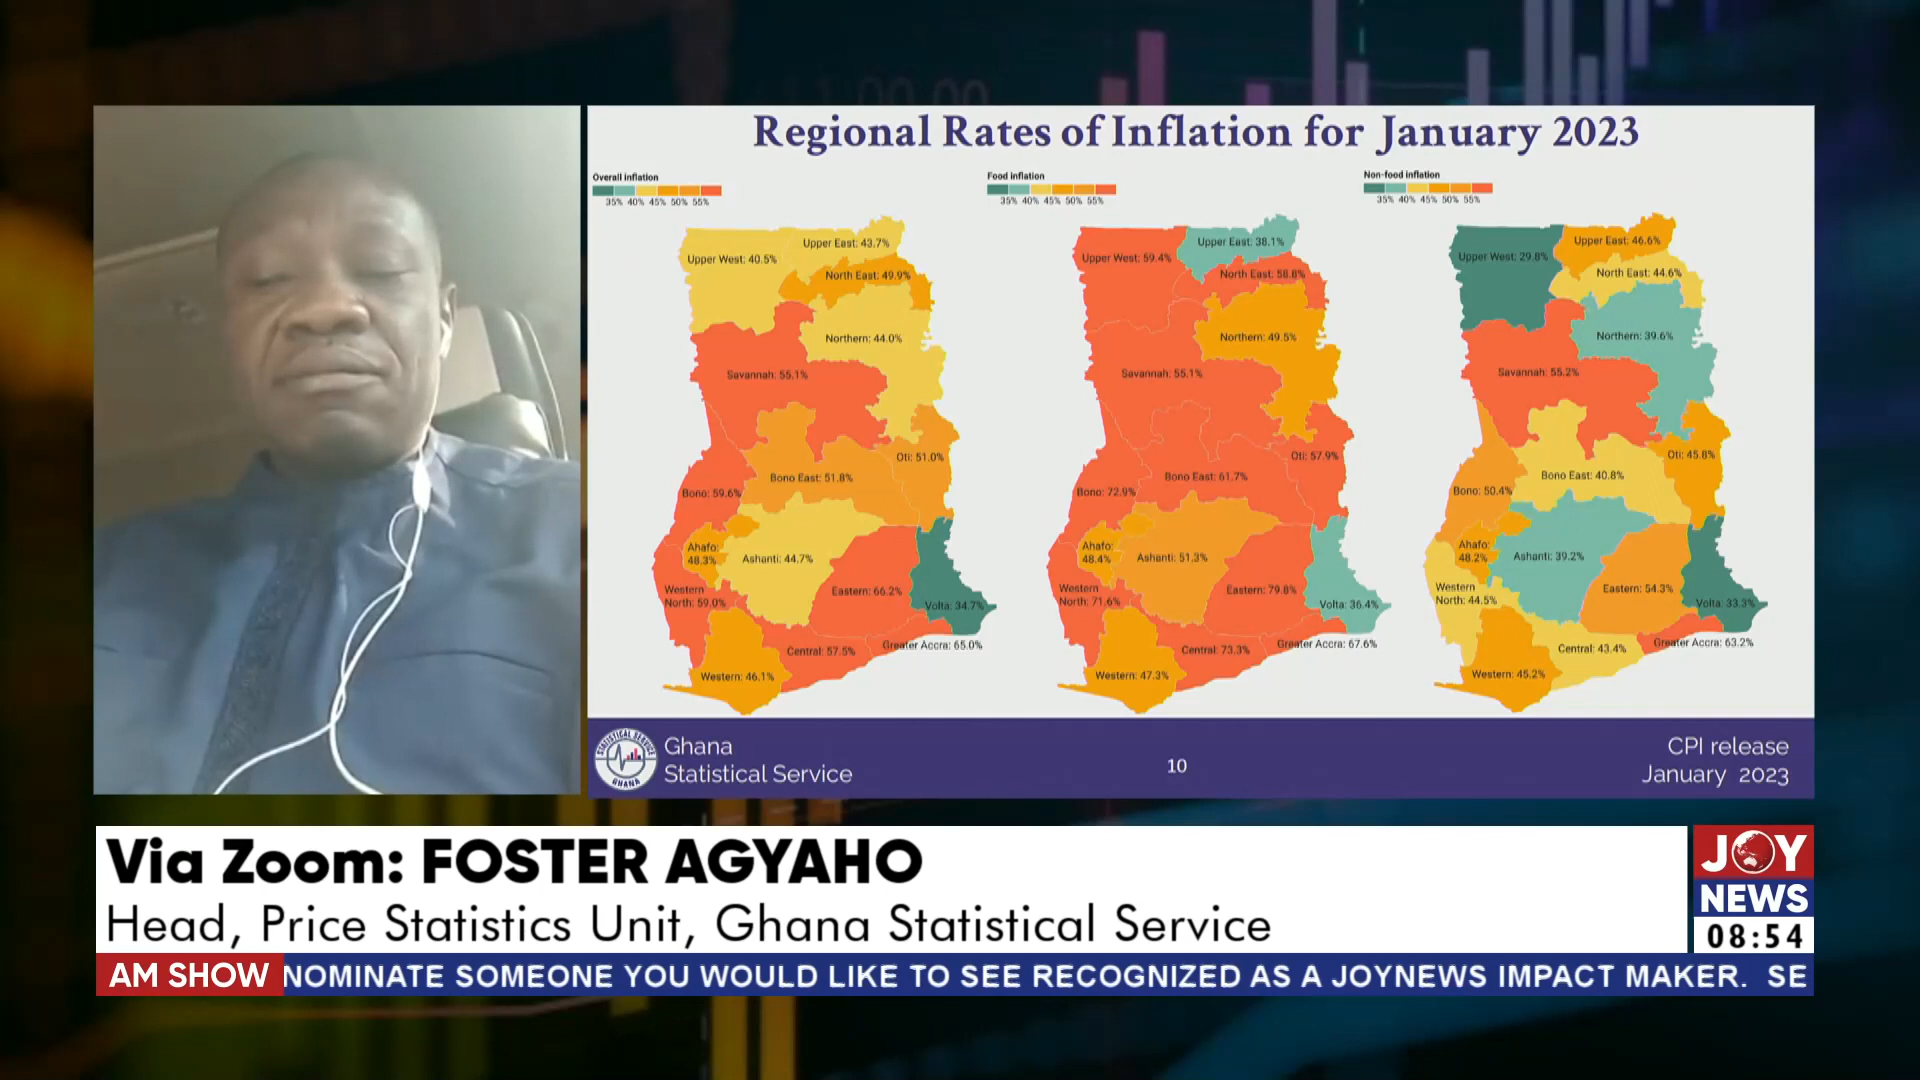 Regional Rates of Inflation for January 2023
Overall inflation
35% 40% 45% 50% 55%
Upper East: 43.7%
Upper West: 40.5%
North East: 49.9%
Northern: 44.0%
Savannah: 55.1%
Oti: 51.0%
Bono East: 51.8%
Bono: 59.6%
Ahafo:
48.3%
Ashanti: 44.7%
Western
North: 59.0%
Eastern: 66.2%
Volta: 34.7%
Greater Accra: 65.0%
Central: 57.5%
Western: 46.1%
Food inflation
35% 40% 45% 50% 55%
Upper East: 38.1%
Upper West: 59.4%
North East: 58.8%
Northern: 49.5%
Savannah: 55.1%
Oti: 57.9%
Bono East: 61.7%
Bono: 72.9%
Ahafo:
48.4%
Ashanti: 51.3%
Western
North: 71.6%
Eastern: 79.8%
Volta: 36.4%
Greater Accra: 67.6%
Central: 73.3%
Western: 47.3%
Non-food inflation
35% 40% 45% 50% 55%
Upper East: 46.6%
Upper West: 29.8%
North East: 44.6%
Northern: 39.6%
Savannah: 55.2%
Oti: 45.8%
Bono East: 40.8%
Bono: 50.4%
Ahafo:
48.2%
Ashanti: 39.2%
Western
North: 44.5%
Eastern: 54.3%
Volta: 33.3%
Greater Accra: 63.2%
Central: 43.4%
Western: 45.2%
STATISTICAL SERVICE
GHANA
Ghana
Statistical Service
10
CPI release
January 2023
Via Zoom: FOSTER AGYAHO
Head, Price Statistics Unit, Ghana Statistical Service
JOY
NEWS
08:54
AM SHOW
NOMINATE SOMEONE YOU WOULD LIKE TO SEE RECOGNIZED AS A JOYNEWS IMPACT MAKER. SE